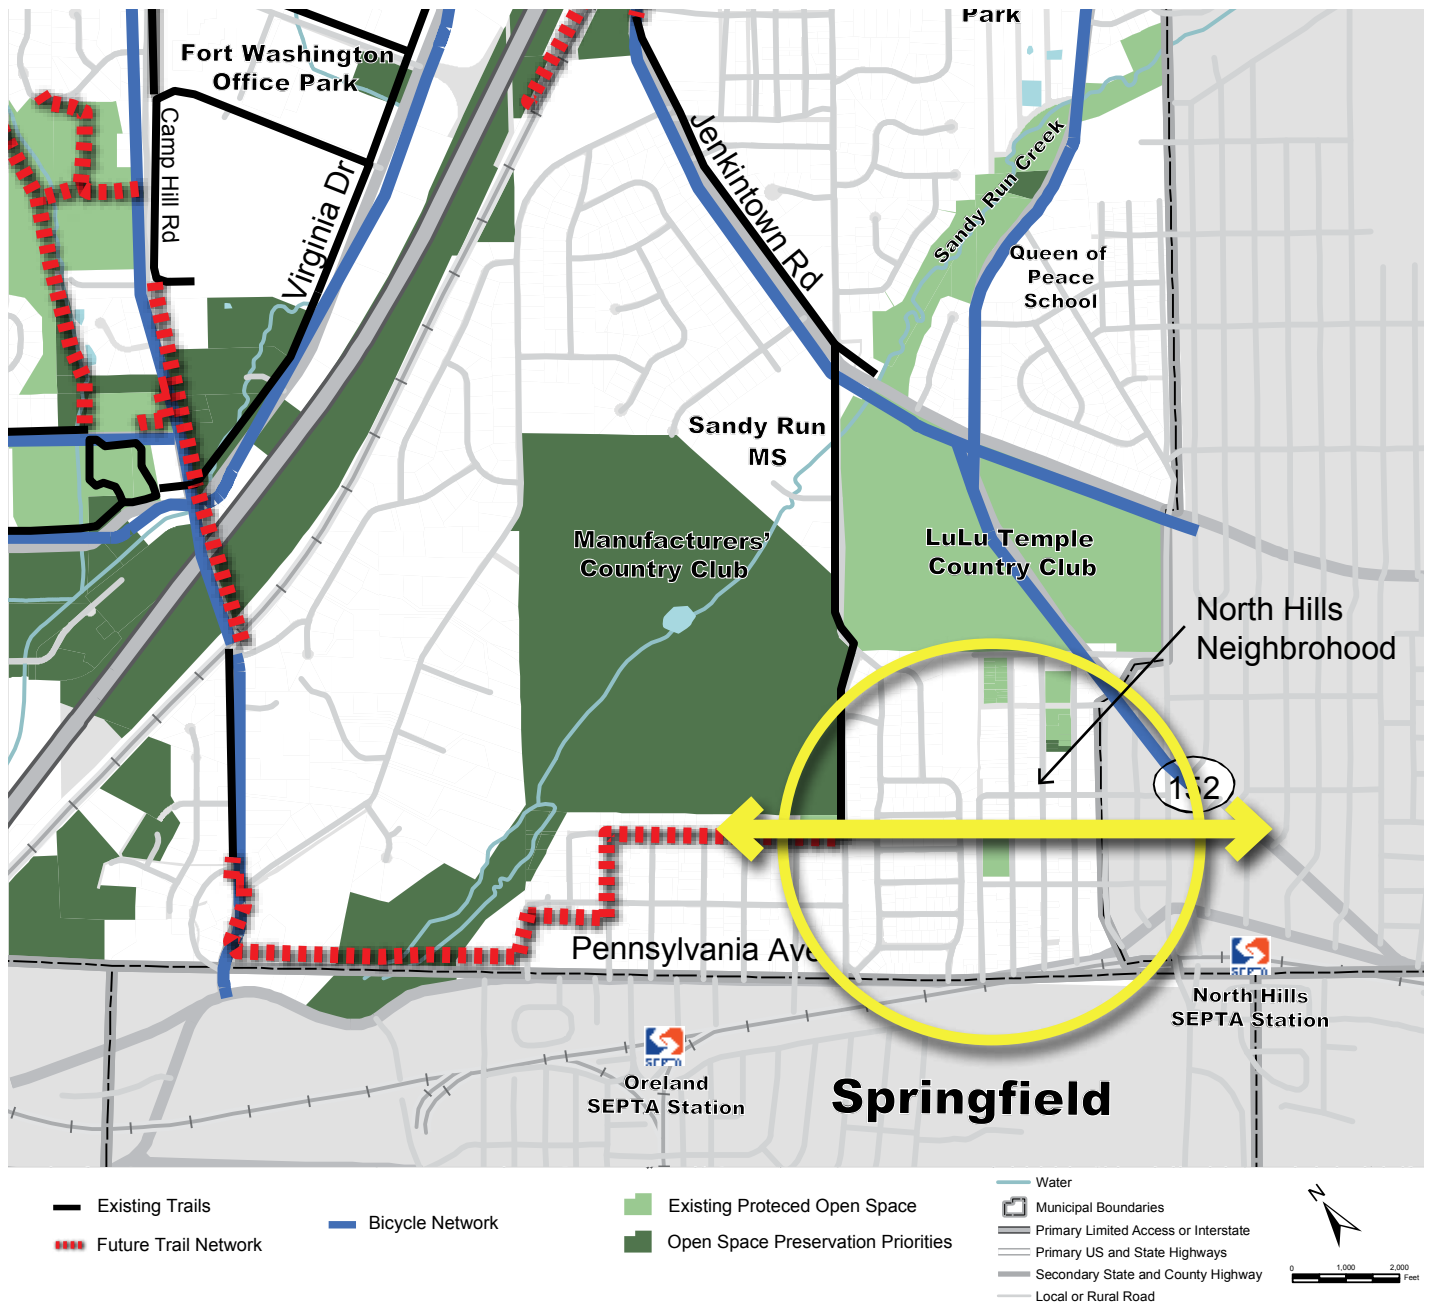 Park
Fort Washington
Office Park
Camp Hill Rd
Virginia Dr
Jenkintown Rd
Sandy Run Creek
Queen of
Peace
School
Sandy Run
MS
Manufacturers'
Country Club
LuLu Temple
Country Club
North Hills
Neighbrohood
152
Pennsylvania Ave
North Hills
SEPTA Station
Oreland
SEPTA Station
Springfield
Existing Trails
Future Trail Network
Bicycle Network
Existing Proteced Open Space
Open Space Preservation Priorities
Water
Municipal Boundaries
Primary Limited Access or Interstate
Primary US and State Highways
Secondary State and County Highway
Local or Rural Road
N
0 1,000 2,000
Feet